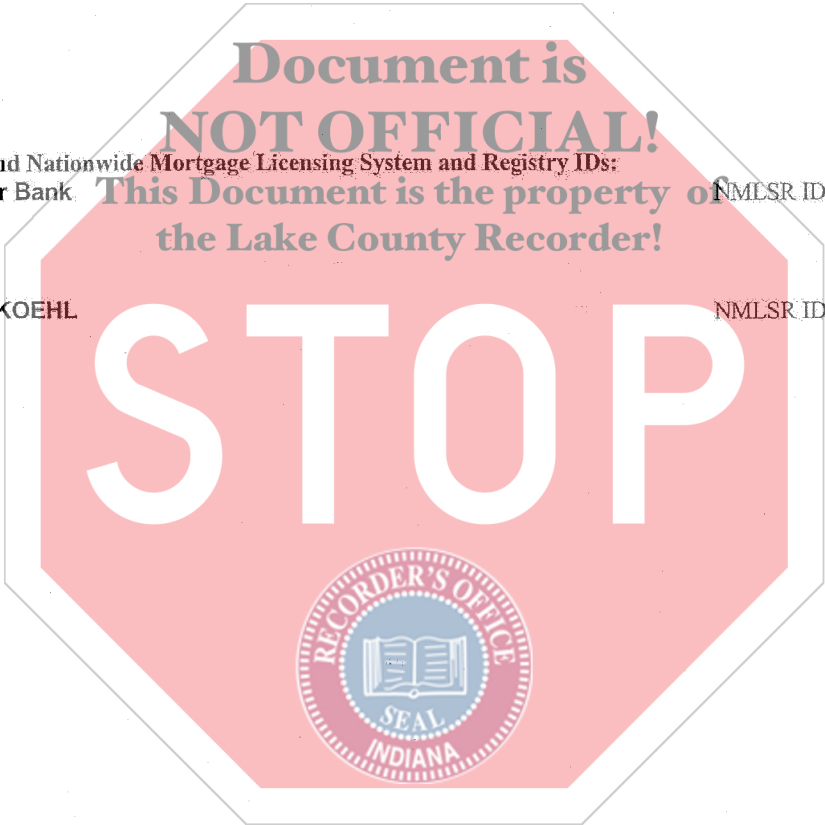 Document is
NOT OFFICIAL!
nd Nationwide Mortgage Licensing System and Registry IDs:
r Bank NMLSR ID
This Document is the property of
the Lake County Recorder!
KOEHL NMLSR ID
STOP
RECORDER'S OFFICE
SEAL
INDIANA